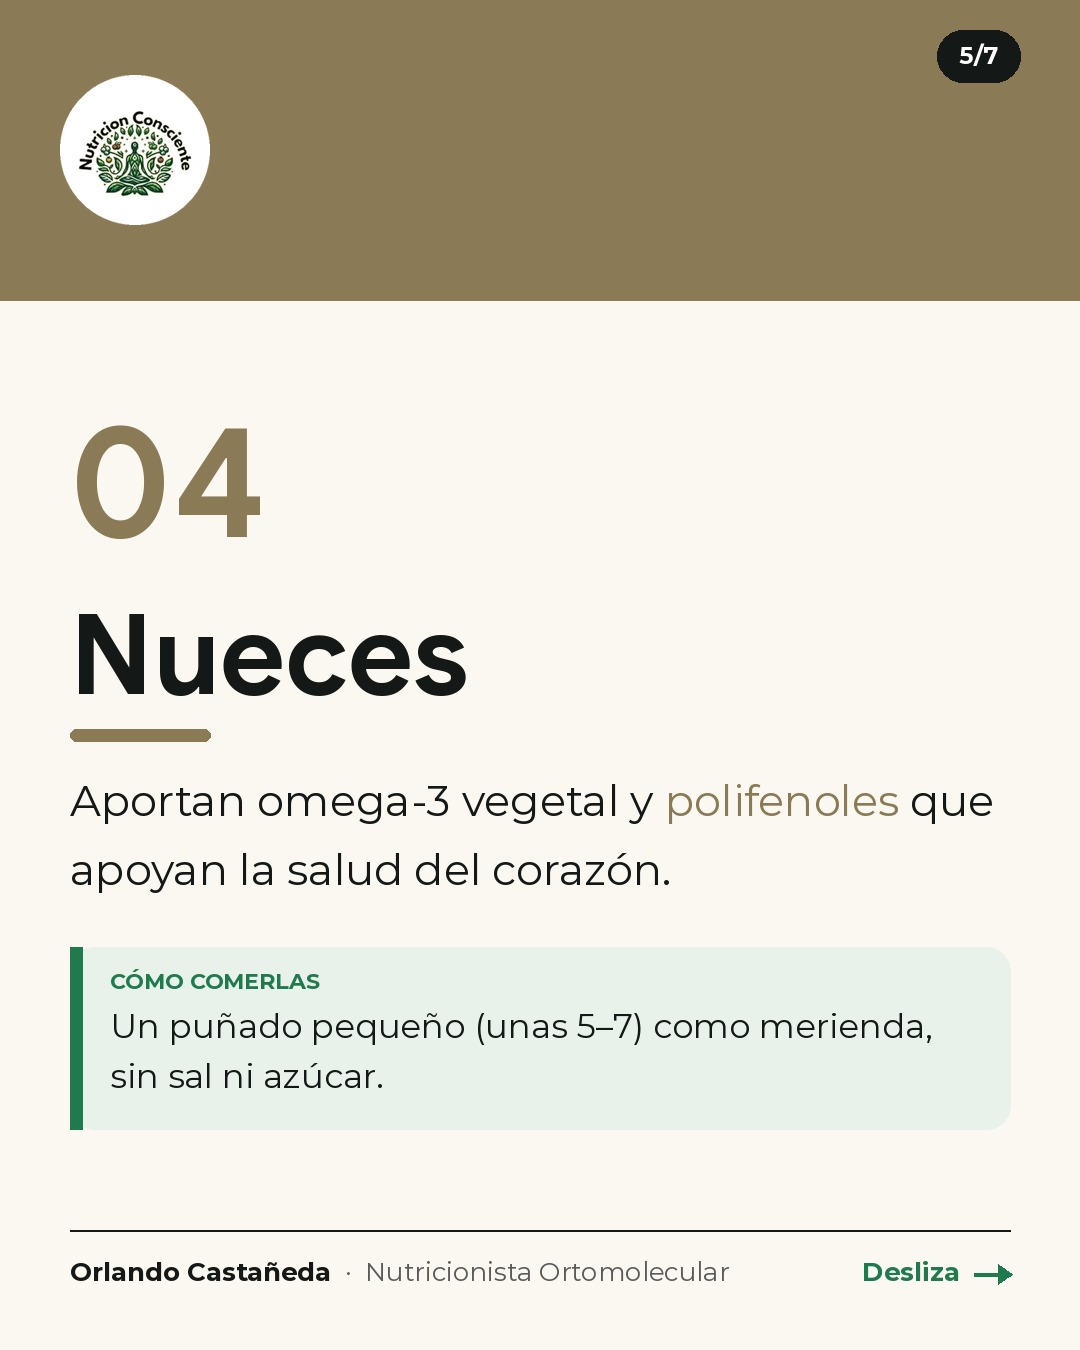 5/7
Nutricion Consciente
04
Nueces
Aportan omega-3 vegetal y polifenoles que
apoyan la salud del corazón.
CÓMO COMERLAS
Un puñado pequeño (unas 5–7) como merienda,
sin sal ni azúcar.
Orlando Castañeda · Nutricionista Ortomolecular
Desliza →